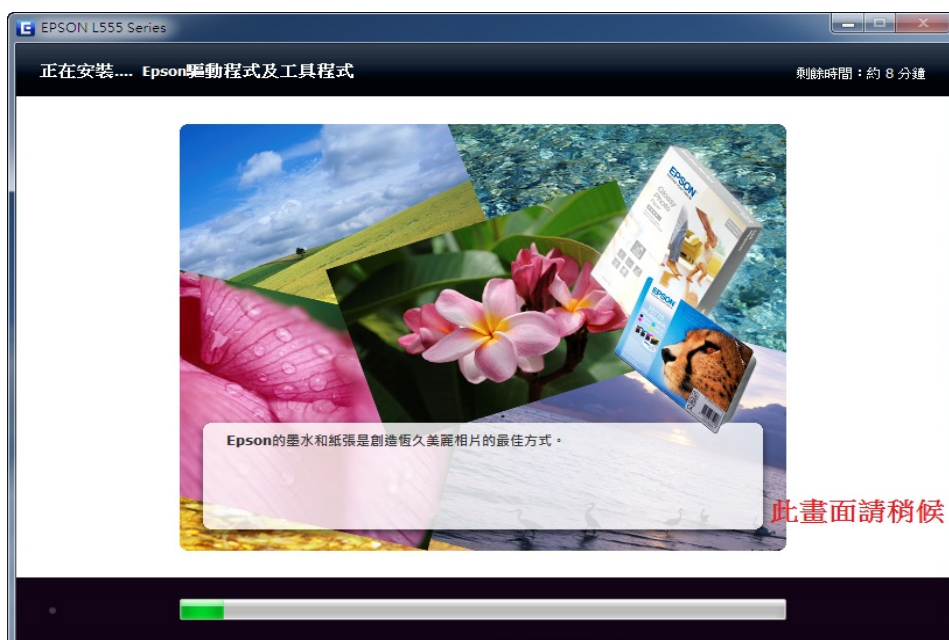 EPSON L555 Series
正在安裝.... Epson驅動程式及工具程式
剩餘時間：約 8 分鐘
EPSON
Glossy
Photo
Paper
EPSON
Epson的墨水和紙張是創造恆久美麗相片的最佳方式。
此畫面請稍候